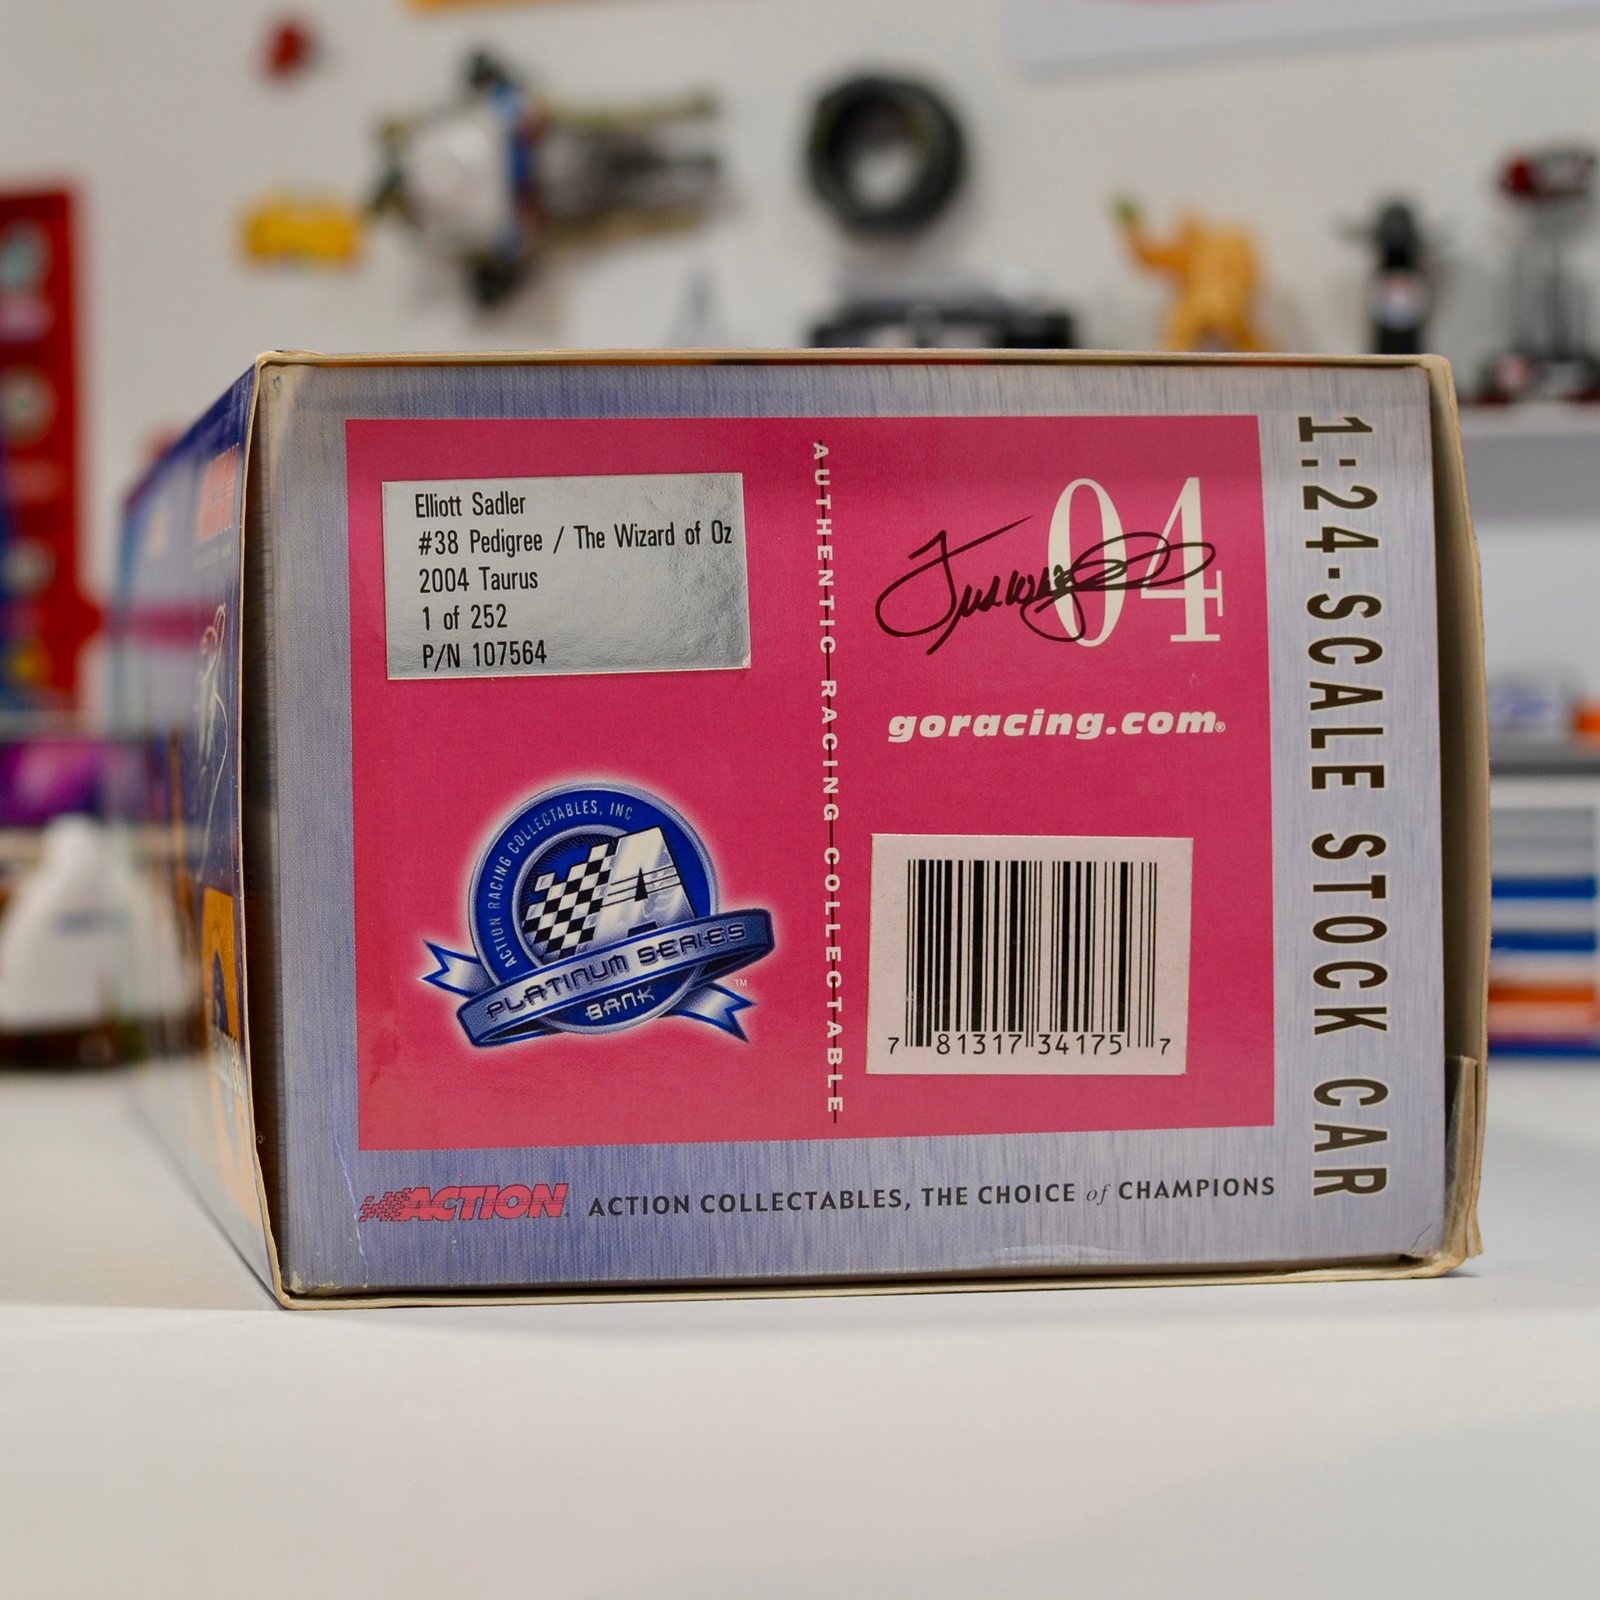 Elliott Sadler
#38 Pedigree / The Wizard of Oz
2004 Taurus
1 of 252
P/N 107564
AUTHENTIC RACING COLLECTABLE
04
goracing.com®
ACTION RACING COLLECTABLES, INC.
A
PLATINUM SERIES
BANK
TM
7 81317 34175 7
1:24-SCALE STOCK CAR
ACTION
ACTION COLLECTABLES, THE CHOICE of CHAMPIONS